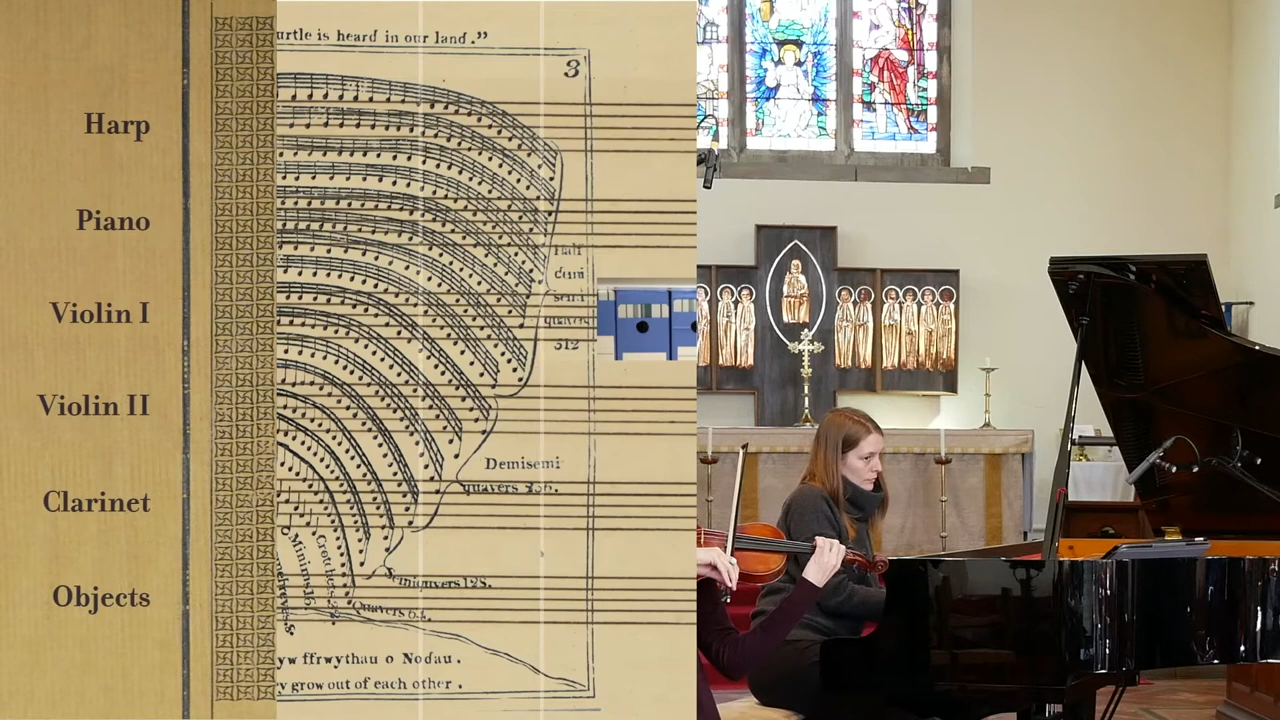 Harp
Piano
Violin I
Violin II
Clarinet
Objects
urtle is heard in our land.”
3
Half
demi
semi
quavers
512
Demisemi
quavers 256.
Semiquvers 128.
Quavers 64.
Crotchets 32.
Minims. 16
yw ffrwythau o Nodau.
y grow out of each other.